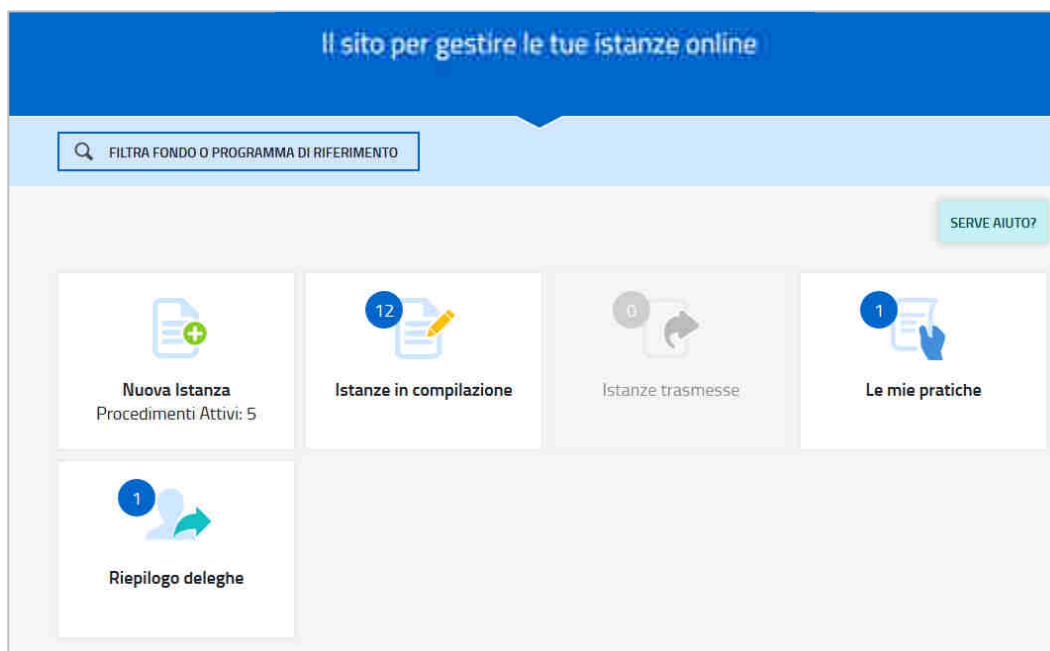 Il sito per gestire le tue istanze online
FILTRA FONDO O PROGRAMMA DI RIFERIMENTO
SERVE AIUTO?
Nuova Istanza
Procedimenti Attivi: 5
12
Istanze in compilazione
0
Istanze trasmesse
1
Le mie pratiche
1
Riepilogo deleghe